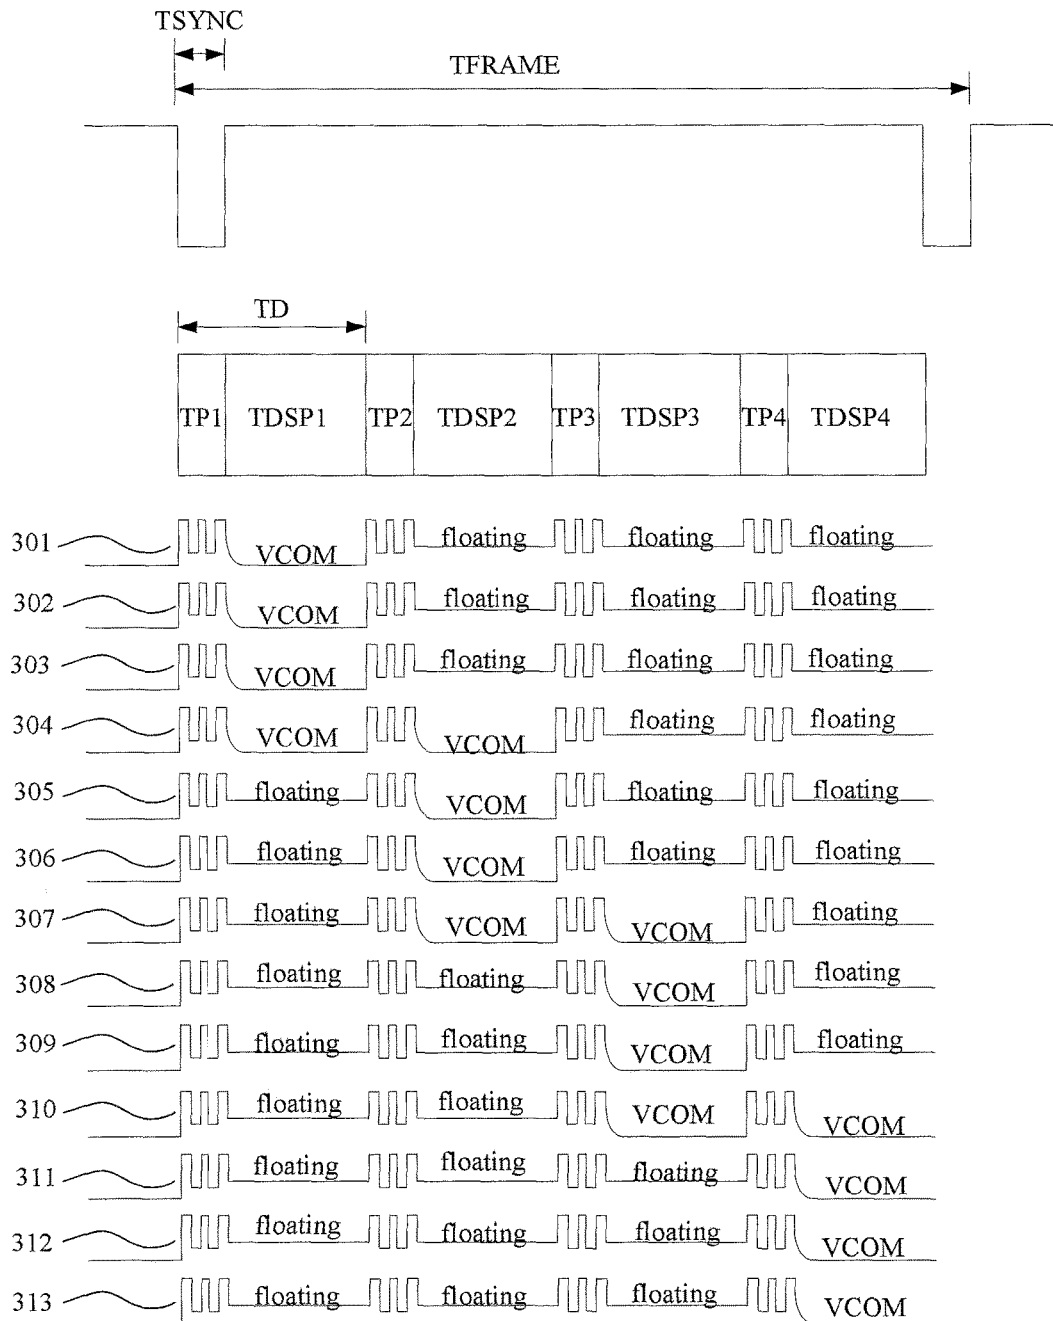 TSYNC
TFRAME
TD
TP1 TDSP1 TP2 TDSP2 TP3 TDSP3 TP4 TDSP4
301 VCOM floating floating floating
302 VCOM floating floating floating
303 VCOM floating floating floating
304 VCOM VCOM floating floating
305 floating VCOM floating floating
306 floating VCOM floating floating
307 floating VCOM VCOM floating
308 floating floating VCOM floating
309 floating floating VCOM floating
310 floating floating VCOM VCOM
311 floating floating floating VCOM
312 floating floating floating VCOM
313 floating floating floating VCOM